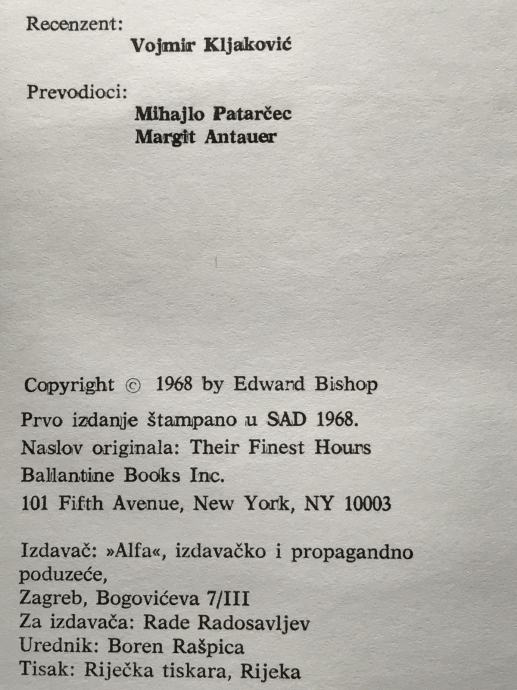 Recenzent:
Vojmir Kljaković
Prevodioci:
Mihajlo Patarčec
Margit Antauer
Copyright © 1968 by Edward Bishop
Prvo izdanje štampano u SAD 1968.
Naslov originala: Their Finest Hours
Ballantine Books Inc.
101 Fifth Avenue, New York, NY 10003
Izdavač: »Alfa«, izdavačko i propagandno
poduzeće,
Zagreb, Bogovićeva 7/III
Za izdavača: Rade Radosavljev
Urednik: Boren Rašpica
Tisak: Riječka tiskara, Rijeka